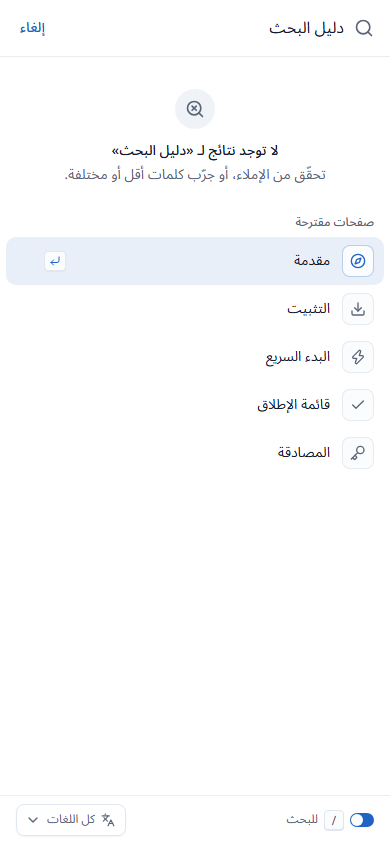 دليل البحث
إلغاء
لا توجد نتائج لـ «دليل البحث»
تحقّق من الإملاء، أو جرّب كلمات أقل أو مختلفة.
صفحات مقترحة
مقدمة
التثبيت
البدء السريع
قائمة الإطلاق
المصادقة
/ للبحث
كل اللغات